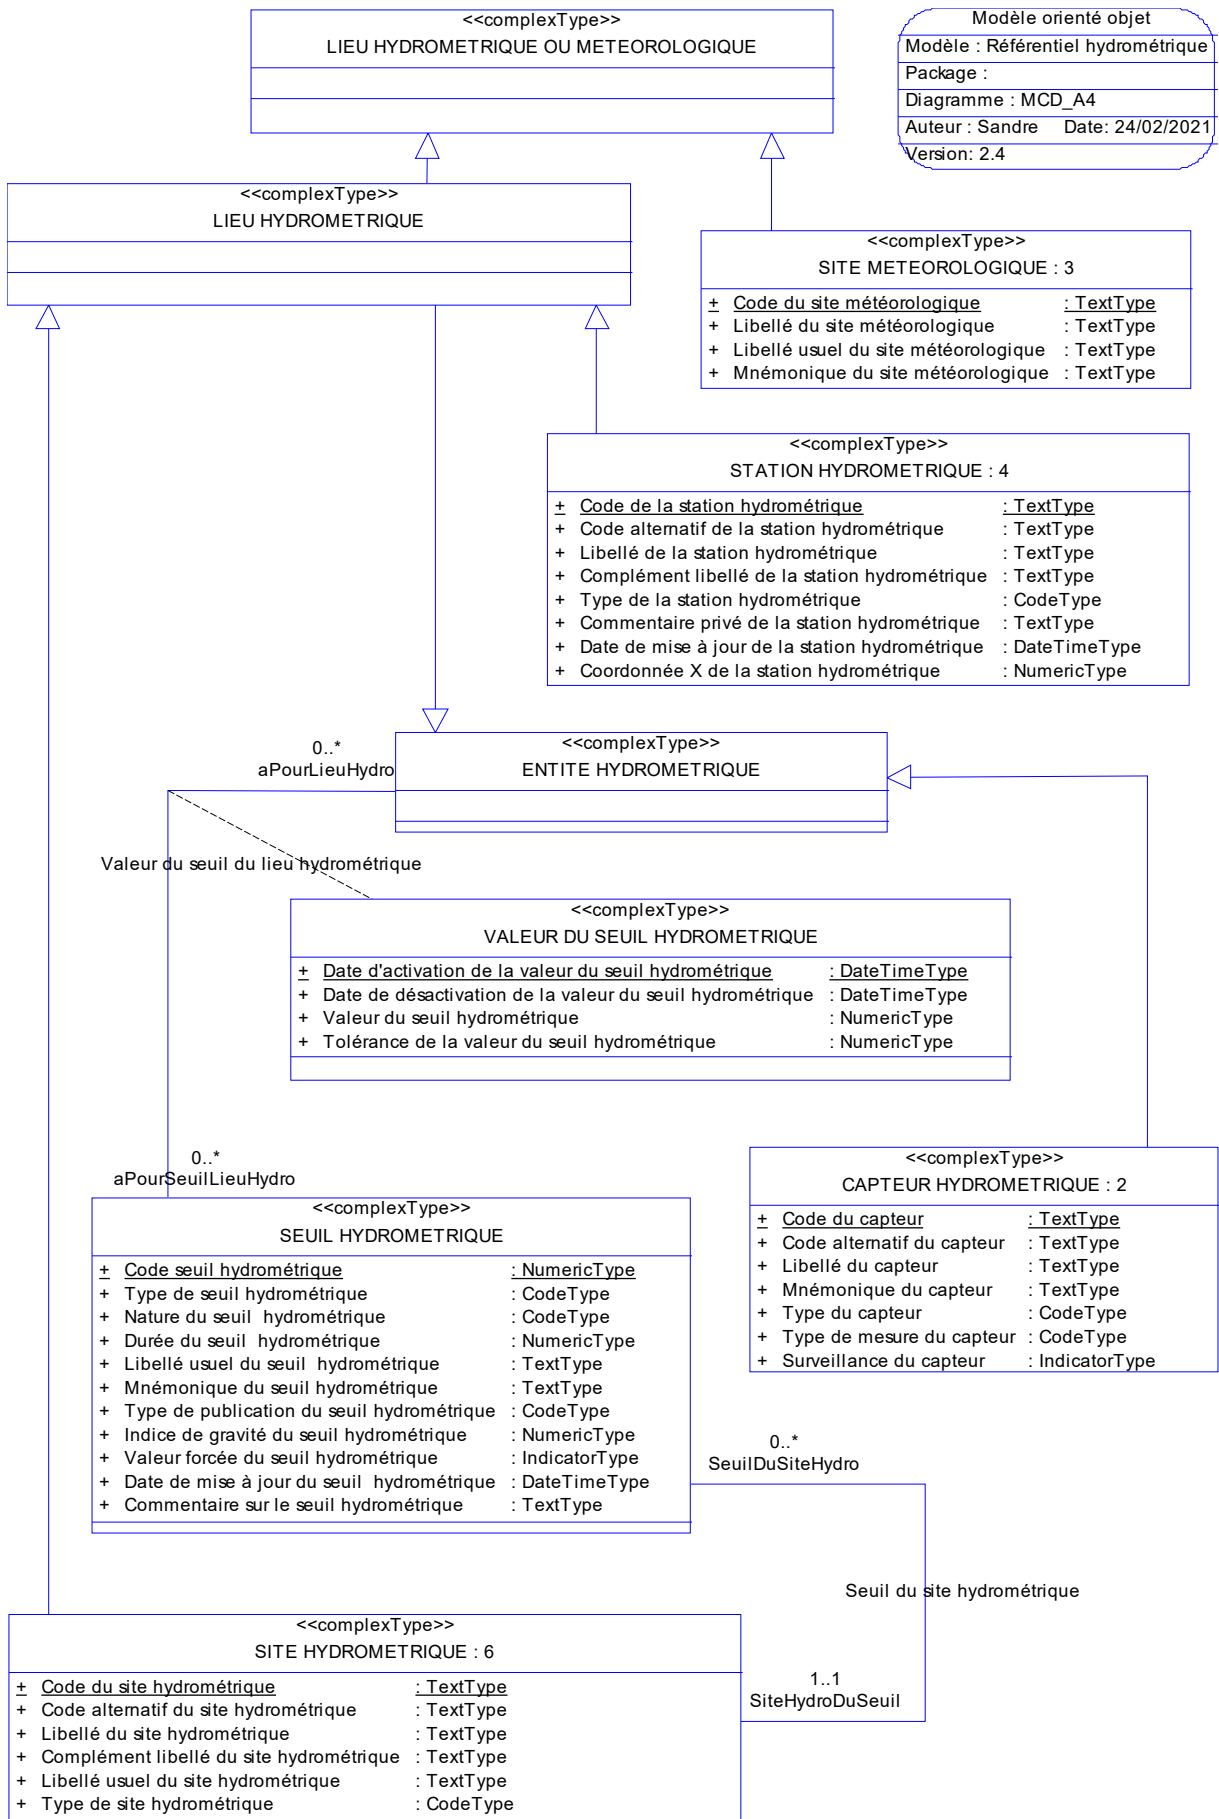 <<complexType>>
LIEU HYDROMETRIQUE OU METEOROLOGIQUE
Modèle orienté objet
Modèle : Référentiel hydrométrique
Package :
Diagramme : MCD_A4
Auteur : Sandre Date: 24/02/2021
Version: 2.4
<<complexType>>
LIEU HYDROMETRIQUE
<<complexType>>
SITE METEOROLOGIQUE : 3
+ Code du site météorologique : TextType
+ Libellé du site météorologique : TextType
+ Libellé usuel du site météorologique : TextType
+ Mnémonique du site météorologique : TextType
<<complexType>>
STATION HYDROMETRIQUE : 4
+ Code de la station hydrométrique : TextType
+ Code alternatif de la station hydrométrique : TextType
+ Libellé de la station hydrométrique : TextType
+ Complément libellé de la station hydrométrique : TextType
+ Type de la station hydrométrique : CodeType
+ Commentaire privé de la station hydrométrique : TextType
+ Date de mise à jour de la station hydrométrique : DateTimeType
+ Coordonnée X de la station hydrométrique : NumericType
0..*
aPourLieuHydro
<<complexType>>
ENTITE HYDROMETRIQUE
Valeur du seuil du lieu hydrométrique
<<complexType>>
VALEUR DU SEUIL HYDROMETRIQUE
+ Date d'activation de la valeur du seuil hydrométrique : DateTimeType
+ Date de désactivation de la valeur du seuil hydrométrique : DateTimeType
+ Valeur du seuil hydrométrique : NumericType
+ Tolérance de la valeur du seuil hydrométrique : NumericType
0..*
aPourSeuilLieuHydro
<<complexType>>
CAPTEUR HYDROMETRIQUE : 2
+ Code du capteur : TextType
+ Code alternatif du capteur : TextType
+ Libellé du capteur : TextType
+ Mnémonique du capteur : TextType
+ Type du capteur : CodeType
+ Type de mesure du capteur : CodeType
+ Surveillance du capteur : IndicatorType
<<complexType>>
SEUIL HYDROMETRIQUE
+ Code seuil hydrométrique : NumericType
+ Type de seuil hydrométrique : CodeType
+ Nature du seuil hydrométrique : CodeType
+ Durée du seuil hydrométrique : NumericType
+ Libellé usuel du seuil hydrométrique : TextType
+ Mnémonique du seuil hydrométrique : TextType
+ Type de publication du seuil hydrométrique : CodeType
+ Indice de gravité du seuil hydrométrique : NumericType
+ Valeur forcée du seuil hydrométrique : IndicatorType
+ Date de mise à jour du seuil hydrométrique : DateTimeType
+ Commentaire sur le seuil hydrométrique : TextType
0..*
SeuilDuSiteHydro
Seuil du site hydrométrique
1..1
SiteHydroDuSeuil
<<complexType>>
SITE HYDROMETRIQUE : 6
+ Code du site hydrométrique : TextType
+ Code alternatif du site hydrométrique : TextType
+ Libellé du site hydrométrique : TextType
+ Complément libellé du site hydrométrique : TextType
+ Libellé usuel du site hydrométrique : TextType
+ Type de site hydrométrique : CodeType